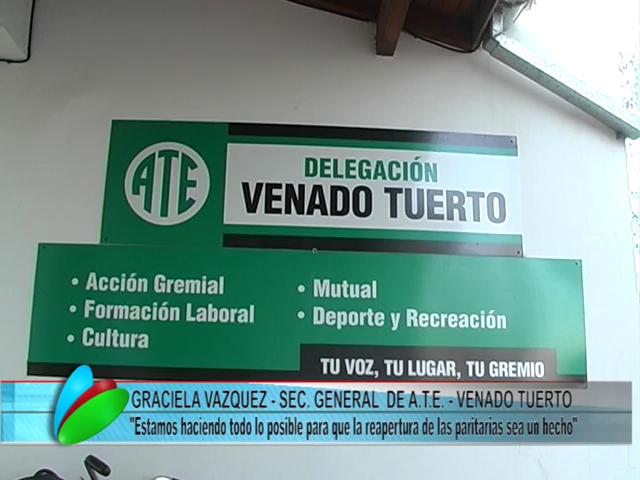 ATE
DELEGACIÓN
VENADO TUERTO
• Acción Gremial
• Formación Laboral
• Cultura
• Mutual
• Deporte y Recreación
TU VOZ, TU LUGAR, TU GREMIO
GRACIELA VAZQUEZ - SEC. GENERAL DE A.T.E. - VENADO TUERTO
"Estamos haciendo todo lo posible para que la reapertura de las paritarias sea un hecho"